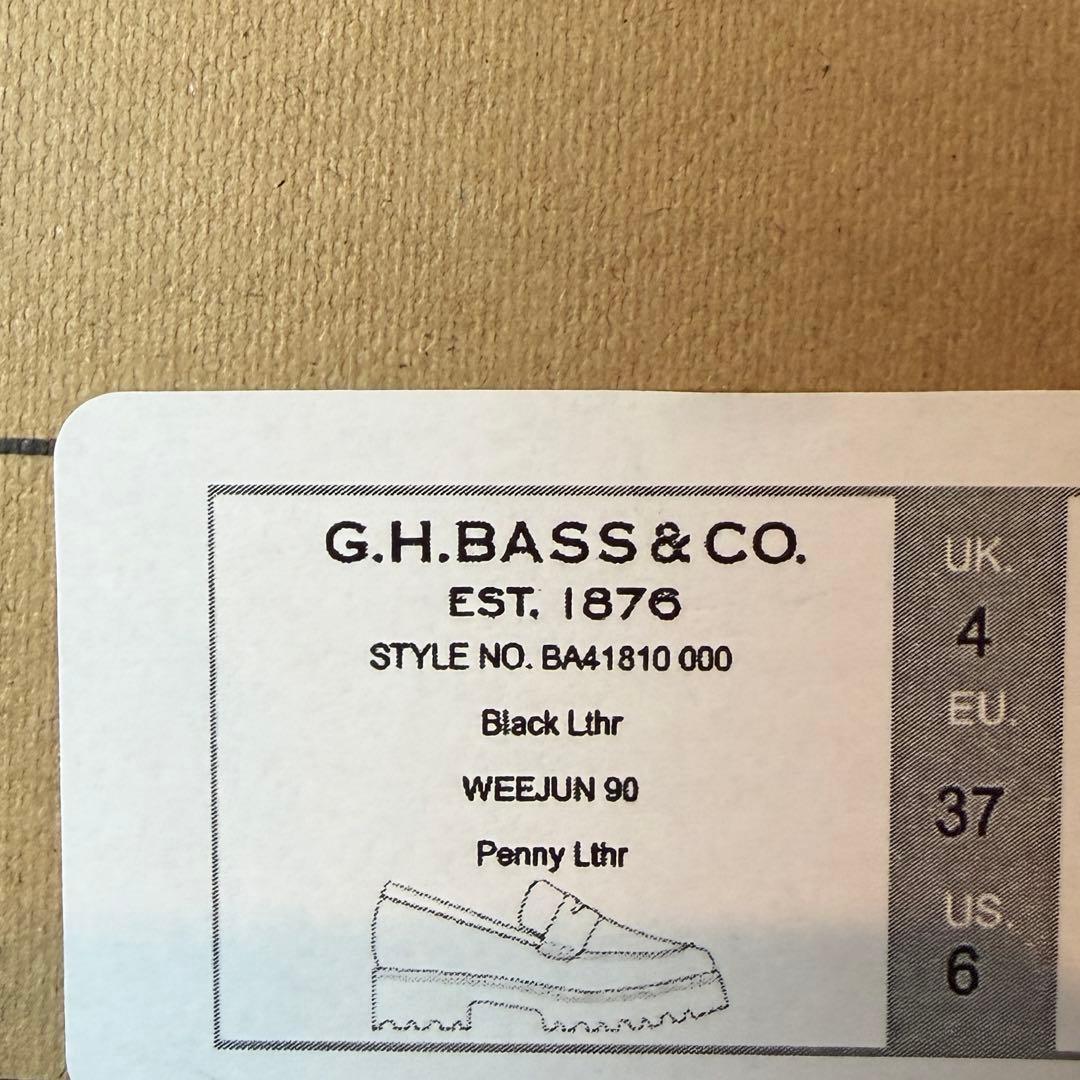 G.H.BASS & CO.
EST. 1876
STYLE NO. BA41810 000
Black Lthr
WEEJUN 90
Penny Lthr
UK.
4
EU
37
US.
6